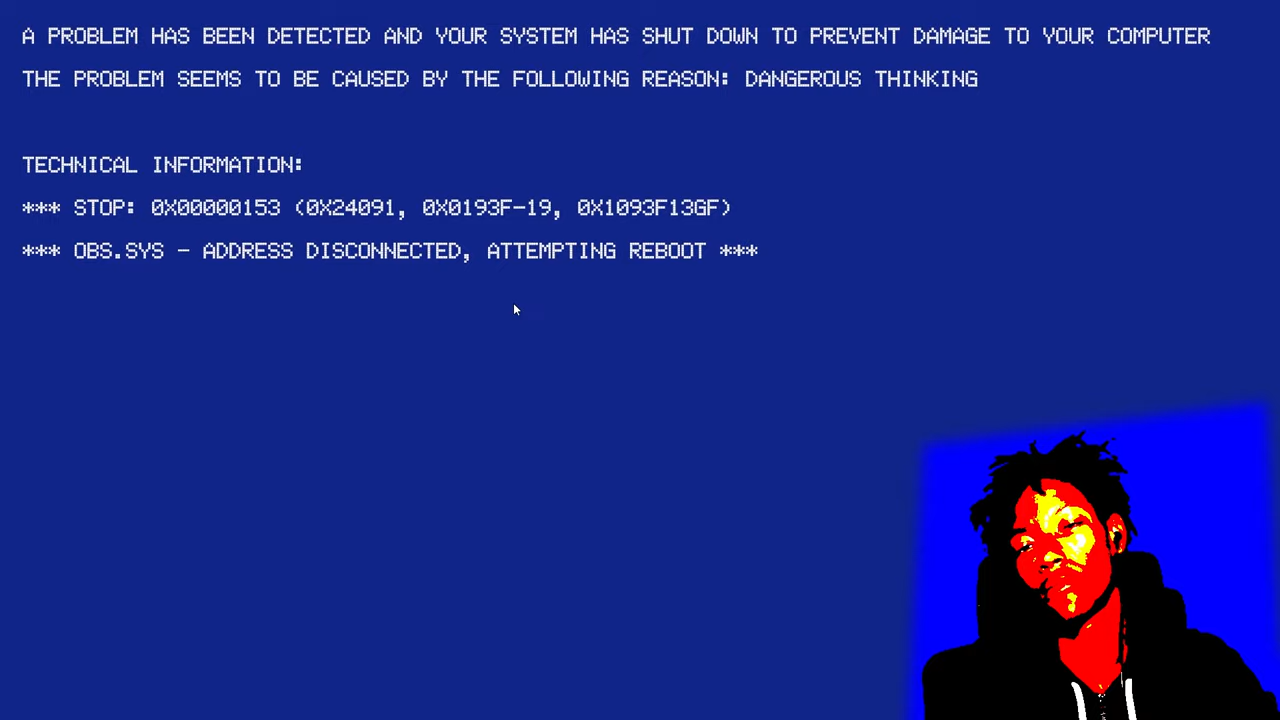 A PROBLEM HAS BEEN DETECTED AND YOUR SYSTEM HAS SHUT DOWN TO PREVENT DAMAGE TO YOUR COMPUTER
THE PROBLEM SEEMS TO BE CAUSED BY THE FOLLOWING REASON: DANGEROUS THINKING
TECHNICAL INFORMATION:
*** STOP: 0X00000153 (0X24091, 0X0193F-19, 0X1093F13GF)
*** OBS.SYS - ADDRESS DISCONNECTED, ATTEMPTING REBOOT ***